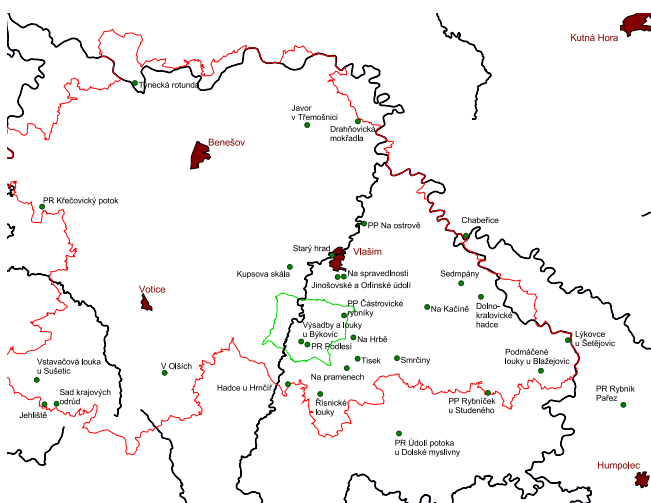 Kutná Hora
Týnecká rotunda
Javor
v Třemošnici
Drahňovická
mokřadla
Benešov
PR Křečovický potok
PP Na ostrově
Chabeřice
Starý hrad
Vlašim
Kupsova skála
Na spravedlnosti
Jinošovské a Orlinské údolí
Sedmpány
Votice
PP Částrovické
rybníky
Na Kačíně
Dolno-
kralovické
hadce
Výsadby a louky
u Býkovic
PR Podlesí
Na Hrbě
Lýkovce
u Šetějovic
Vstavačová louka
u Sušetic
V Olších
Tisek
Smrčiny
Podmáčené
louky u Blažejovic
Na pramenech
Hadce u Hrnčíř
Sad krajových
odrůd
Jehliště
Řísnické
louky
PP Rybníček
u Studeného
PR Rybník
Pařez
PR Údolí potoka
u Dolské myslivny
Humpolec